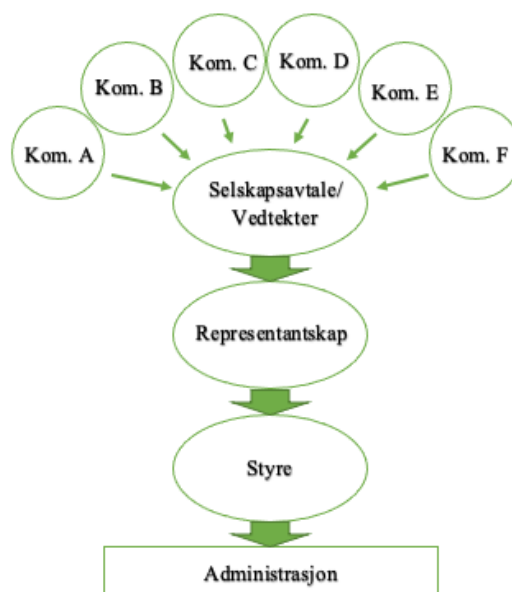 Kom. A
Kom. B
Kom. C
Kom. D
Kom. E
Kom. F
Selskapsavtale/
Vedtekter
Representantskap
Styre
Administrasjon